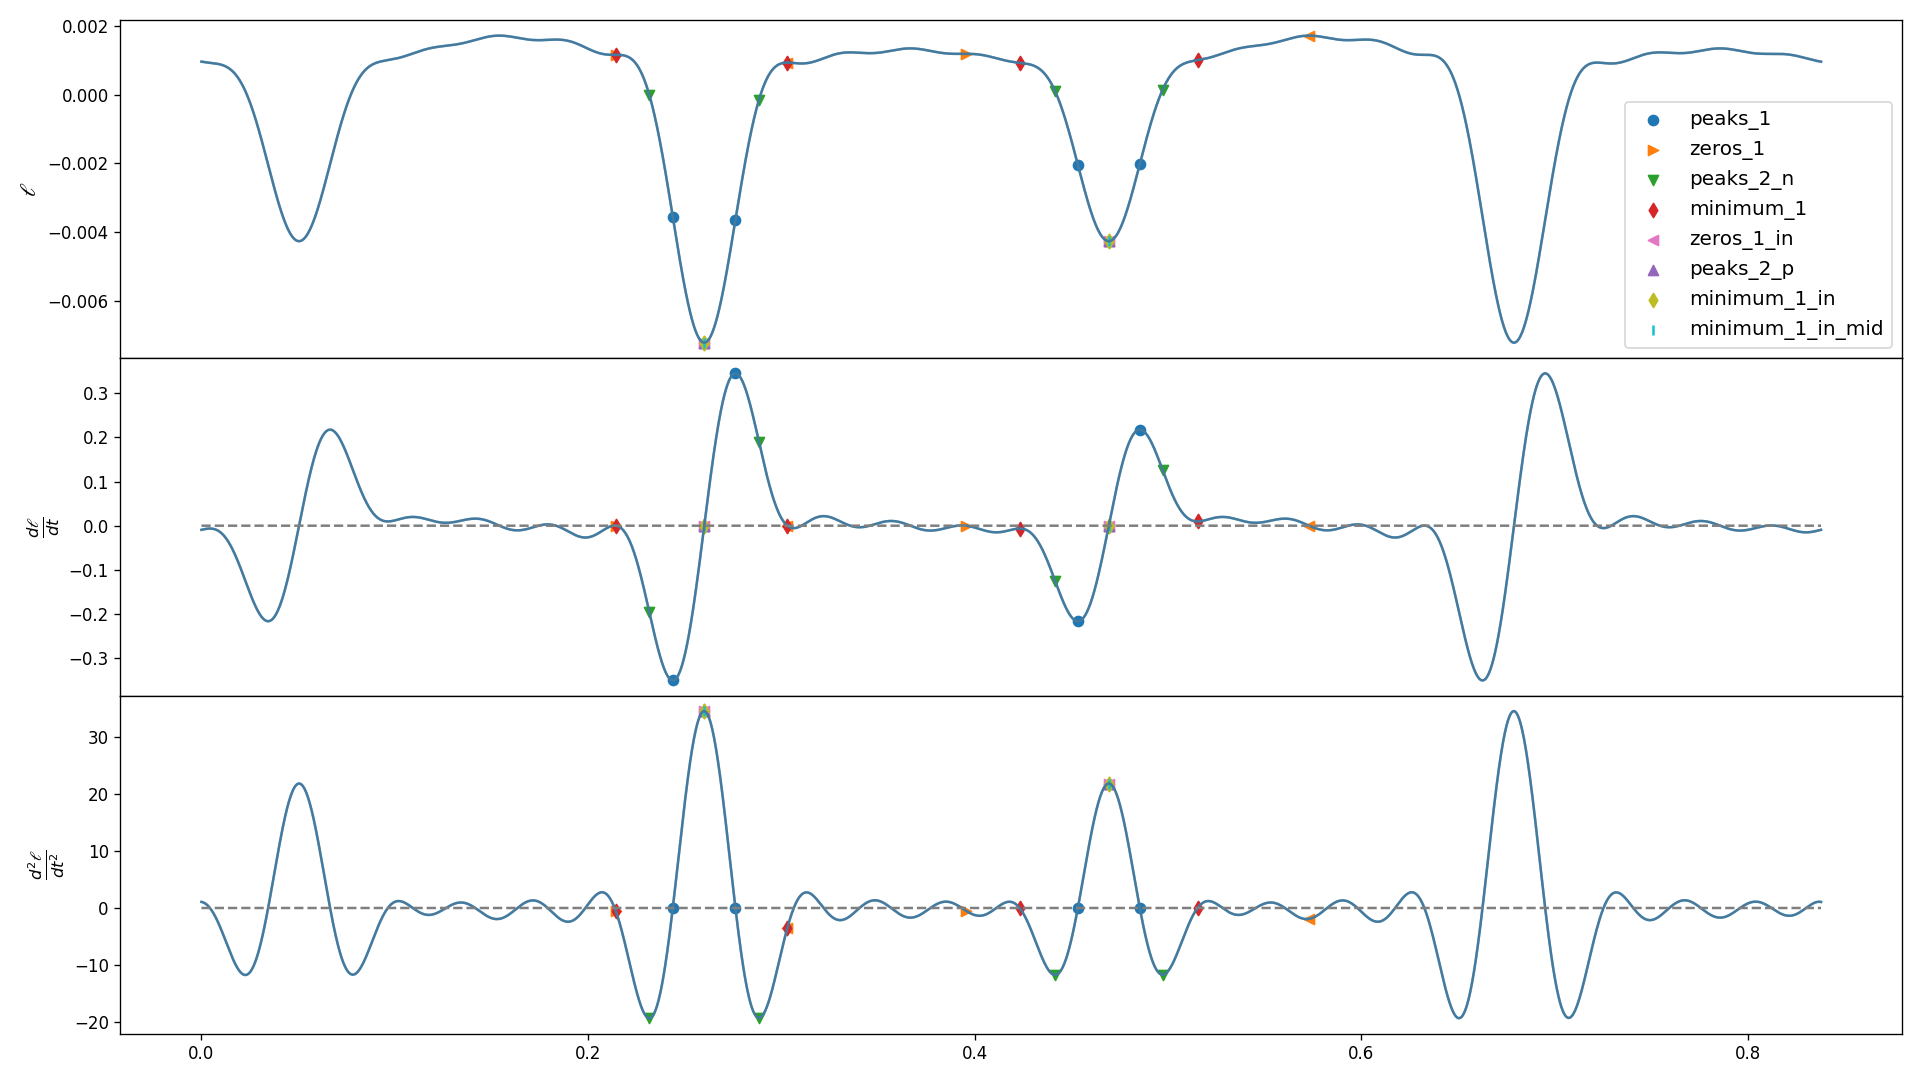 0.002
0.000
−0.002
−0.004
−0.006
ℓ
peaks_1
zeros_1
peaks_2_n
minimum_1
zeros_1_in
peaks_2_p
minimum_1_in
minimum_1_in_mid
0.3
0.2
0.1
0.0
−0.1
−0.2
−0.3
dℓ
dt
30
20
10
0
−10
−20
d²ℓ
dt²
0.0 0.2 0.4 0.6 0.8